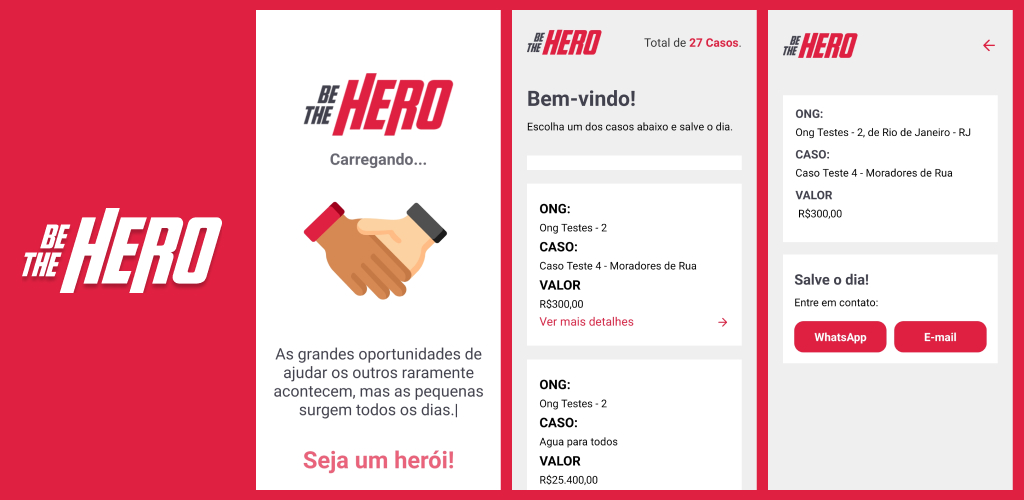 BE
THE HERO
BE
THE HERO
Carregando...
As grandes oportunidades de
ajudar os outros raramente
acontecem, mas as pequenas
surgem todos os dias.|
Seja um herói!
BE
THE HERO
Total de 27 Casos.
Bem-vindo!
Escolha um dos casos abaixo e salve o dia.
ONG:
Ong Testes - 2
CASO:
Caso Teste 4 - Moradores de Rua
VALOR
R$300,00
Ver mais detalhes
ONG:
Ong Testes - 2
CASO:
Agua para todos
VALOR
R$25.400,00
BE
THE HERO
ONG:
Ong Testes - 2, de Rio de Janeiro - RJ
CASO:
Caso Teste 4 - Moradores de Rua
VALOR
R$300,00
Salve o dia!
Entre em contato:
WhatsApp
E-mail